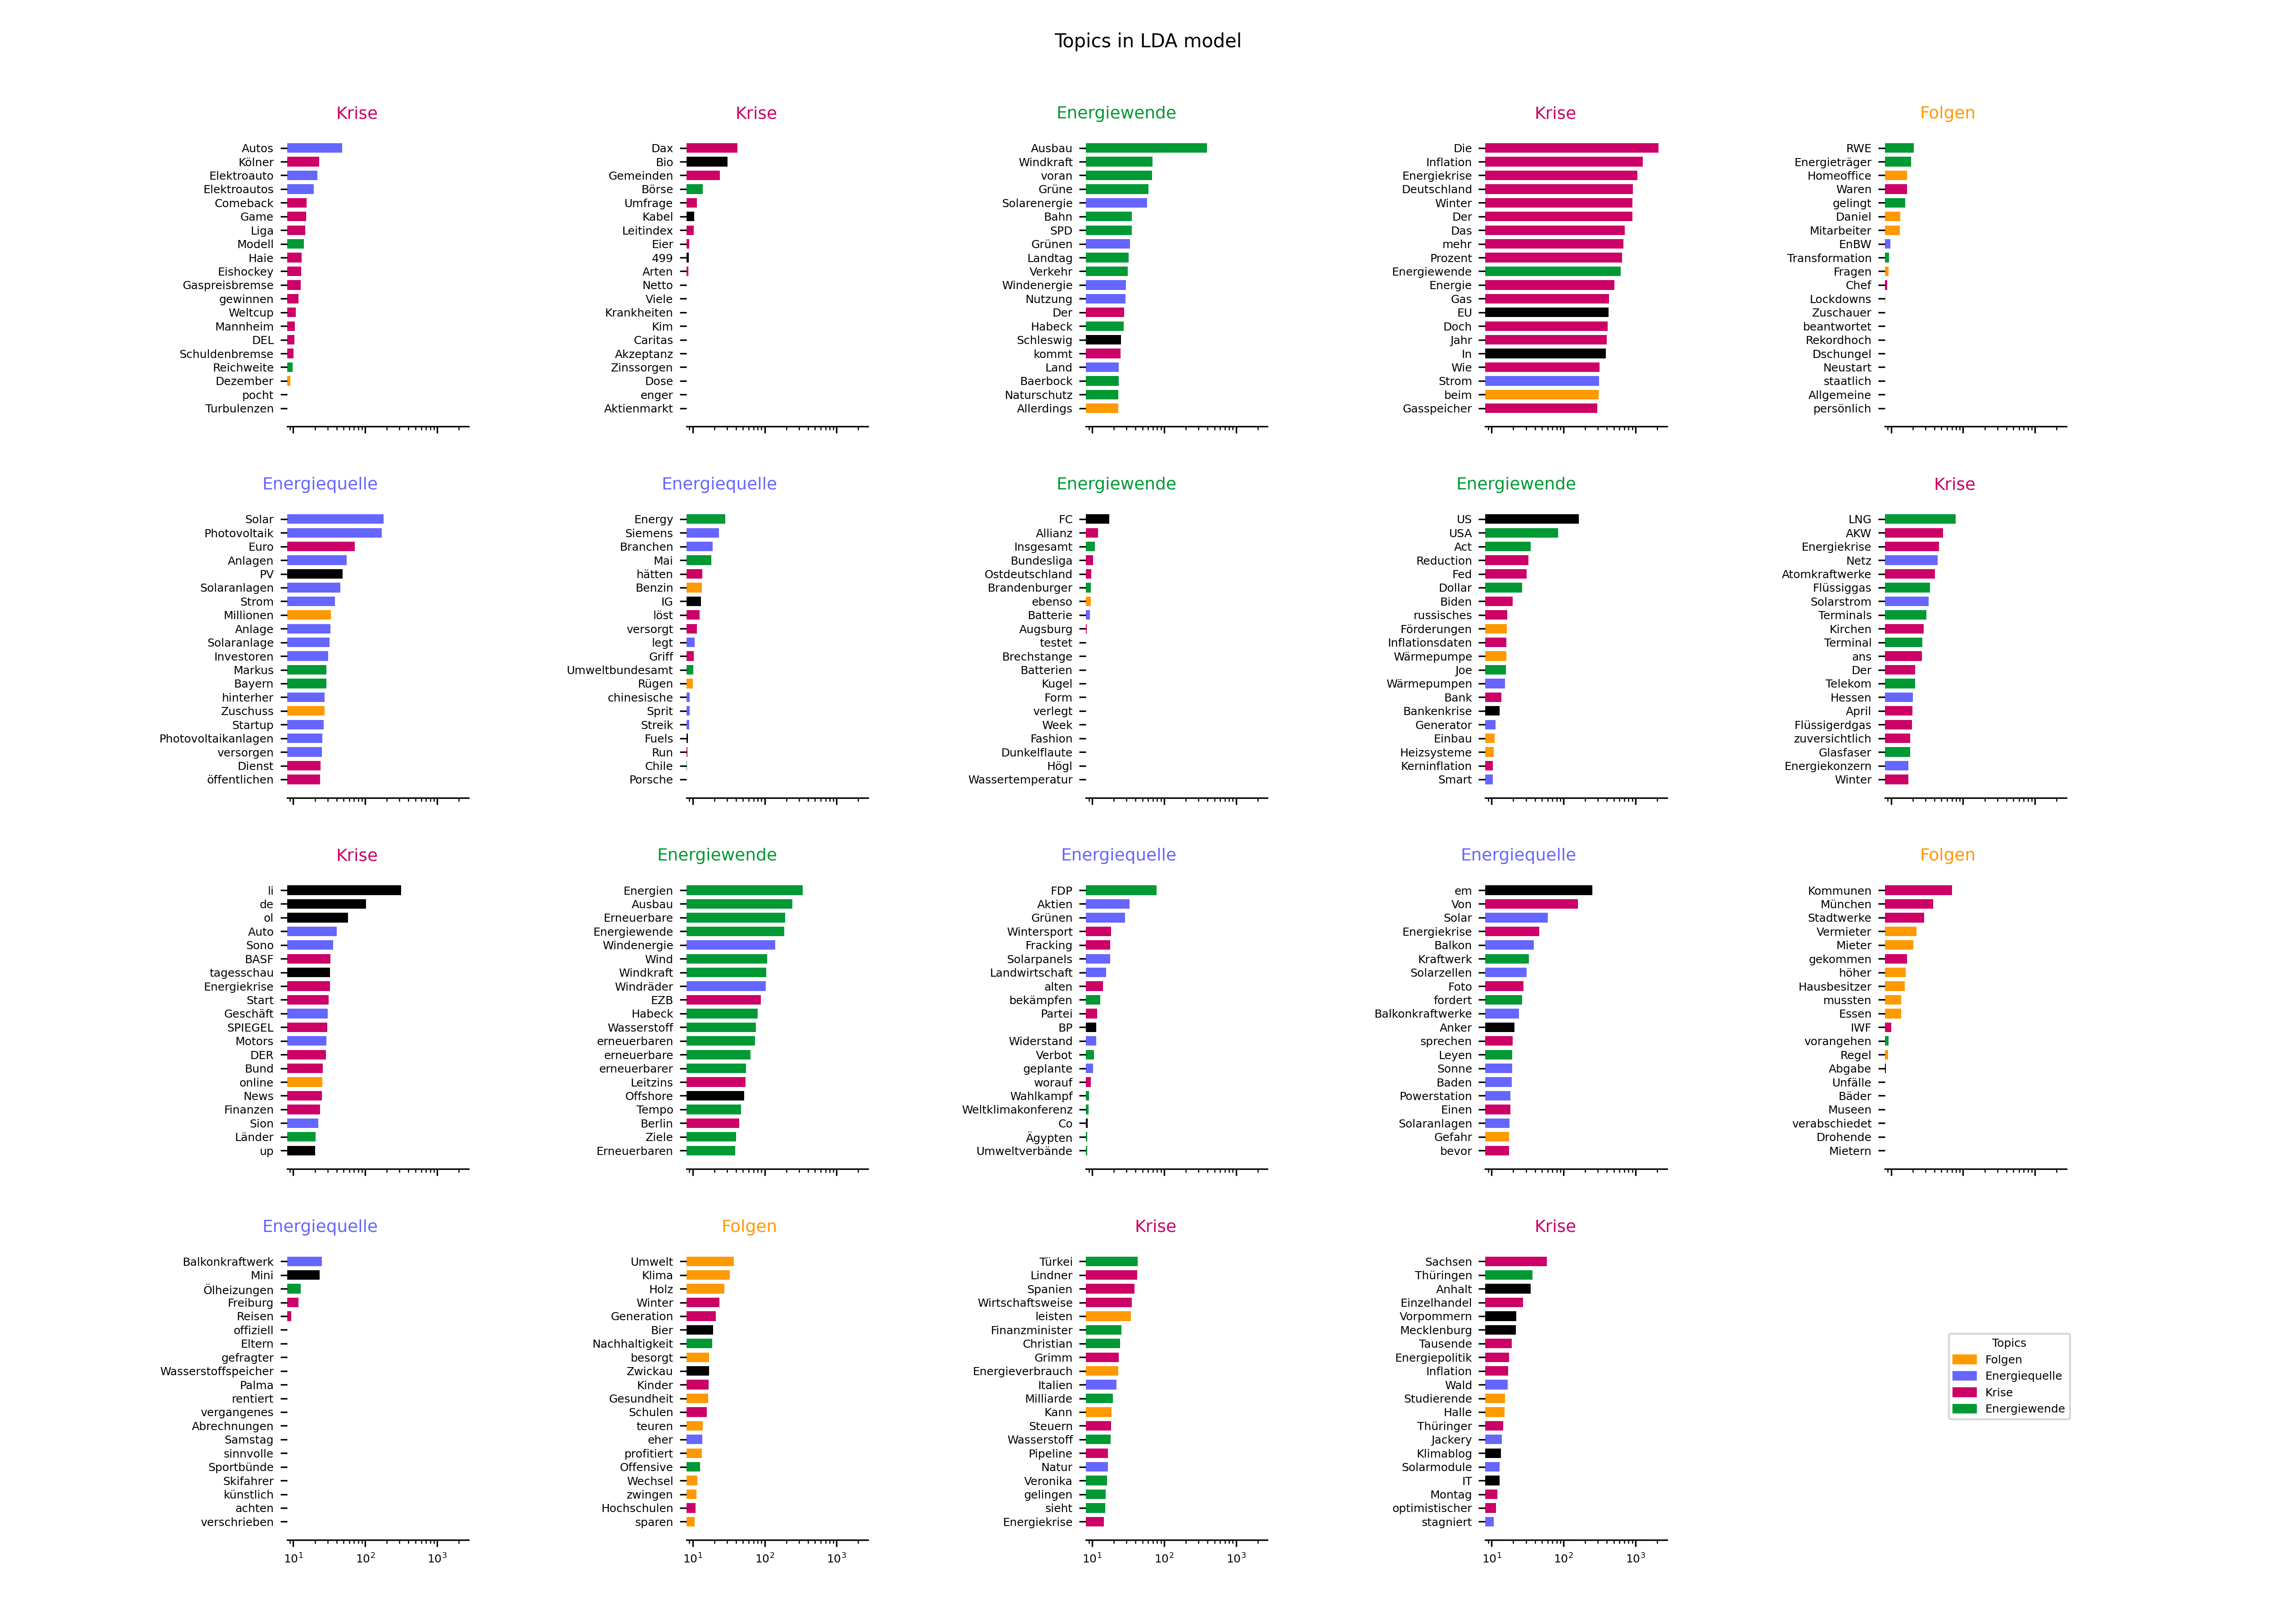 Topics in LDA model
Krise
Autos
Kölner
Elektroauto
Elektroautos
Comeback
Game
Liga
Modell
Haie
Eishockey
Gaspreisbremse
gewinnen
Weltcup
Mannheim
DEL
Schuldenbremse
Reichweite
Dezember
pocht
Turbulenzen
Krise
Dax
Bio
Gemeinden
Börse
Umfrage
Kabel
Leitindex
Eier
499
Arten
Netto
Viele
Krankheiten
Kim
Caritas
Akzeptanz
Zinssorgen
Dose
enger
Aktienmarkt
Energiewende
Ausbau
Windkraft
voran
Grüne
Solarenergie
Bahn
SPD
Grünen
Landtag
Verkehr
Windenergie
Nutzung
Der
Habeck
Schleswig
kommt
Land
Baerbock
Naturschutz
Allerdings
Krise
Die
Inflation
Energiekrise
Deutschland
Winter
Der
Das
mehr
Prozent
Energiewende
Energie
Gas
EU
Doch
Jahr
In
Wie
Strom
beim
Gasspeicher
Folgen
RWE
Energieträger
Homeoffice
Waren
gelingt
Daniel
Mitarbeiter
EnBW
Transformation
Fragen
Chef
Lockdowns
Zuschauer
beantwortet
Rekordhoch
Dschungel
Neustart
staatlich
Allgemeine
persönlich
Energiequelle
Solar
Photovoltaik
Euro
Anlagen
PV
Solaranlagen
Strom
Millionen
Anlage
Solaranlage
Investoren
Markus
Bayern
hinterher
Zuschuss
Startup
Photovoltaikanlagen
versorgen
Dienst
öffentlichen
Energiequelle
Energy
Siemens
Branchen
Mai
hätten
Benzin
IG
löst
versorgt
legt
Griff
Umweltbundesamt
Rügen
chinesische
Sprit
Streik
Fuels
Run
Chile
Porsche
Energiewende
FC
Allianz
Insgesamt
Bundesliga
Ostdeutschland
Brandenburger
ebenso
Batterie
Augsburg
testet
Brechstange
Batterien
Kugel
Form
verlegt
Week
Fashion
Dunkelflaute
Högl
Wassertemperatur
Energiewende
US
USA
Act
Reduction
Fed
Dollar
Biden
russisches
Förderungen
Inflationsdaten
Wärmepumpe
Joe
Wärmepumpen
Bank
Bankenkrise
Generator
Einbau
Heizsysteme
Kerninflation
Smart
Krise
LNG
AKW
Energiekrise
Netz
Atomkraftwerke
Flüssiggas
Solarstrom
Terminals
Kirchen
Terminal
ans
Der
Telekom
Hessen
April
Flüssigerdgas
zuversichtlich
Glasfaser
Energiekonzern
Winter
Krise
li
de
ol
Auto
Sono
BASF
tagesschau
Energiekrise
Start
Geschäft
SPIEGEL
Motors
DER
Bund
online
News
Finanzen
Sion
Länder
up
Energiewende
Energien
Ausbau
Erneuerbare
Energiewende
Windenergie
Wind
Windkraft
Windräder
EZB
Habeck
Wasserstoff
erneuerbaren
erneuerbare
erneuerbarer
Leitzins
Offshore
Tempo
Berlin
Ziele
Erneuerbaren
Energiequelle
FDP
Aktien
Grünen
Wintersport
Fracking
Solarpanels
Landwirtschaft
alten
bekämpfen
Partei
BP
Widerstand
Verbot
geplante
worauf
Wahlkampf
Weltklimakonferenz
Co
Ägypten
Umweltverbände
Energiequelle
em
Von
Solar
Energiekrise
Balkon
Kraftwerk
Solarzellen
Foto
fordert
Balkonkraftwerke
Anker
sprechen
Leyen
Sonne
Baden
Powerstation
Einen
Solaranlagen
Gefahr
bevor
Folgen
Kommunen
München
Stadtwerke
Vermieter
Mieter
gekommen
höher
Hausbesitzer
mussten
Essen
IWF
vorangehen
Regel
Abgabe
Unfälle
Bäder
Museen
verabschiedet
Drohende
Mietern
Energiequelle
Balkonkraftwerk
Mini
Ölheizungen
Freiburg
Reisen
offiziell
Eltern
gefragter
Wasserstoffspeicher
Palma
rentiert
vergangenes
Abrechnungen
Samstag
sinnvolle
Sportbünde
Skifahrer
künstlich
achten
verschrieben
10¹ 10² 10³
Folgen
Umwelt
Klima
Holz
Winter
Generation
Bier
Nachhaltigkeit
besorgt
Zwickau
Kinder
Gesundheit
Schulen
teuren
eher
profitiert
Offensive
Wechsel
zwingen
Hochschulen
sparen
10¹ 10² 10³
Krise
Türkei
Lindner
Spanien
Wirtschaftsweise
leisten
Finanzminister
Christian
Grimm
Energieverbrauch
Italien
Milliarde
Kann
Steuern
Wasserstoff
Pipeline
Natur
Veronika
gelingen
sieht
Energiekrise
10¹ 10² 10³
Krise
Sachsen
Thüringen
Anhalt
Einzelhandel
Vorpommern
Mecklenburg
Tausende
Energiepolitik
Inflation
Wald
Studierende
Halle
Thüringer
Jackery
Klimablog
Solarmodule
IT
Montag
optimistischer
stagniert
10¹ 10² 10³
Topics
Folgen
Energiequelle
Krise
Energiewende